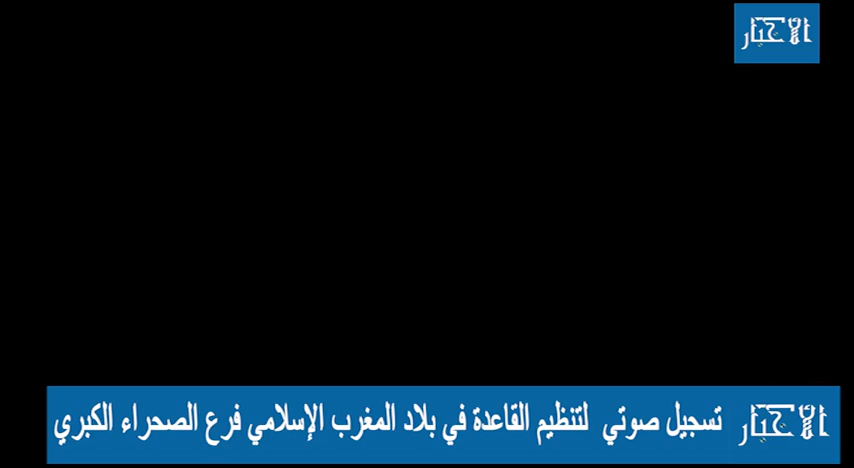 الأخبار
الأخبار تسجيل صوتي لتنظيم القاعدة في بلاد المغرب الإسلامي فرع الصحراء الكبري